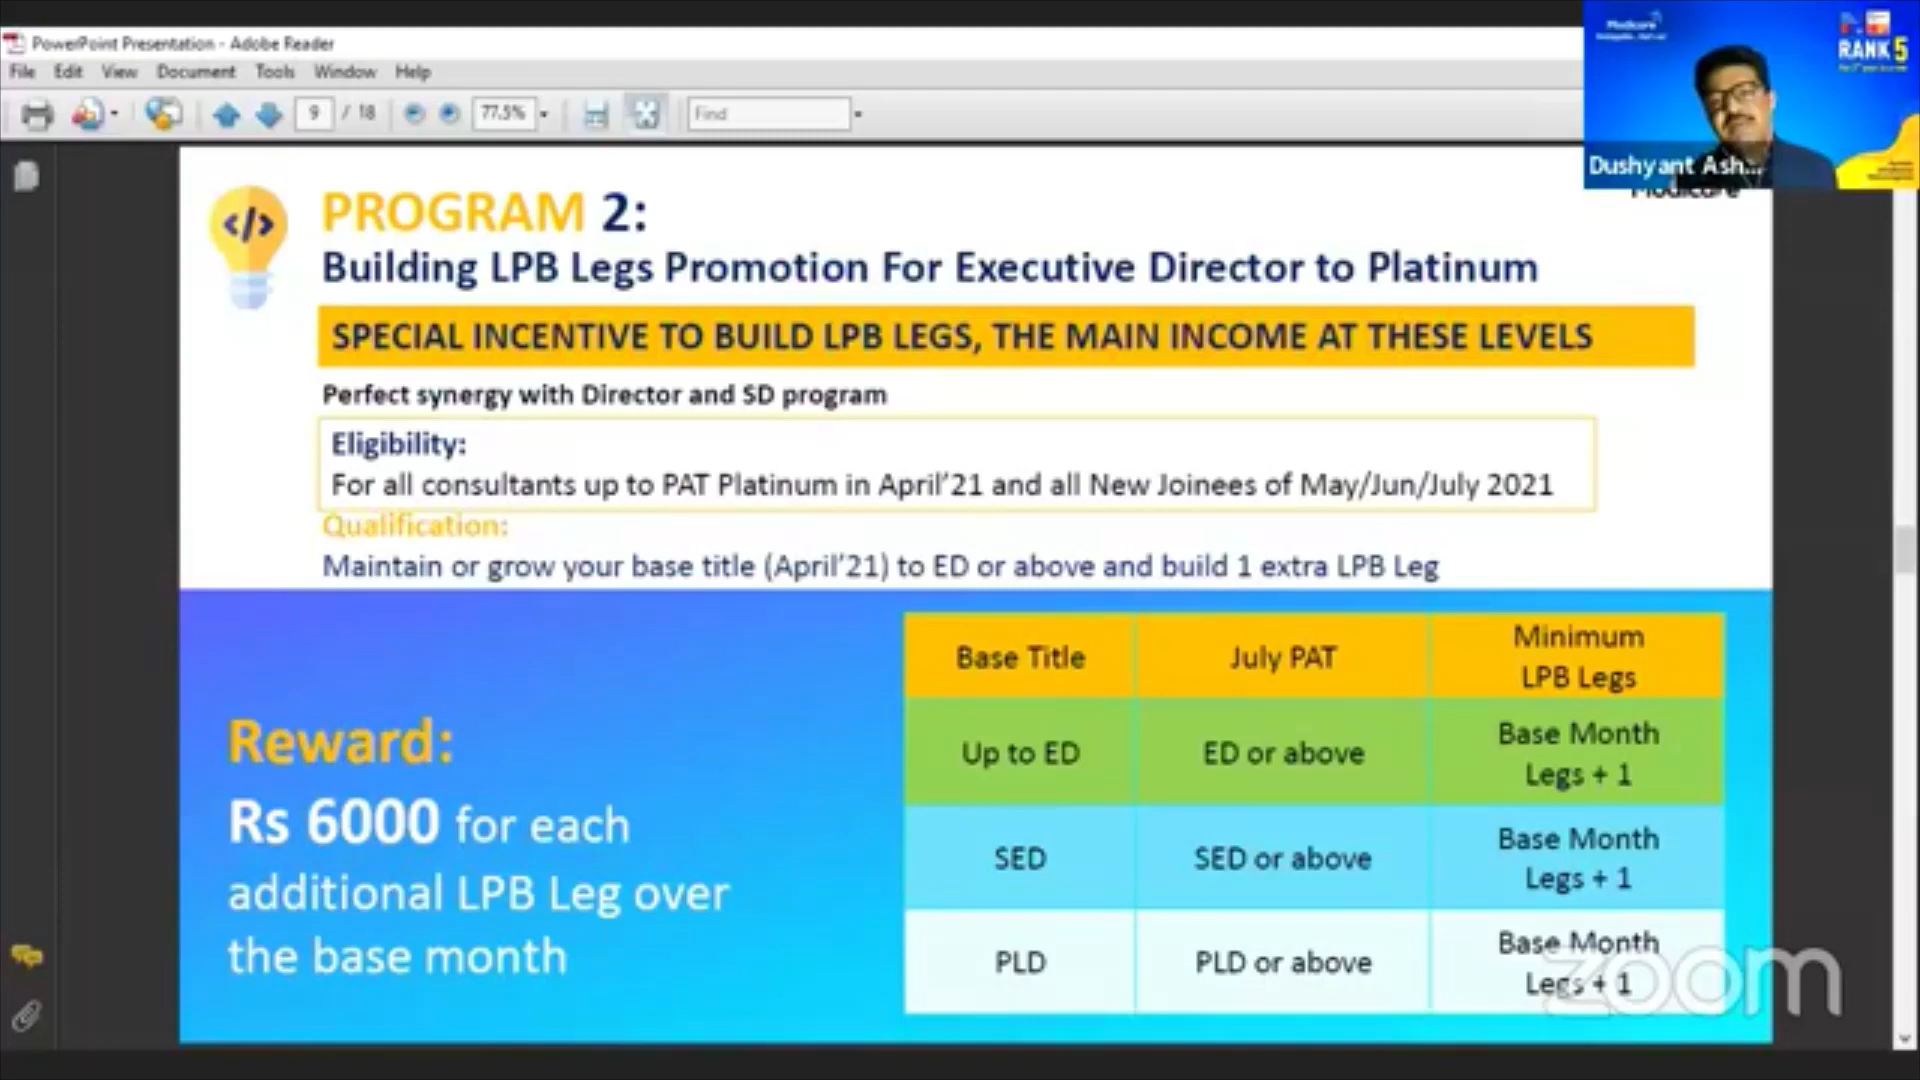 PowerPoint Presentation - Adobe Reader
File Edit View Document Tools Window Help
9 / 18 77.5% Find
Modicare
RANK 5
Dushyant Ash...
Modicare
</>
PROGRAM 2:
Building LPB Legs Promotion For Executive Director to Platinum
SPECIAL INCENTIVE TO BUILD LPB LEGS, THE MAIN INCOME AT THESE LEVELS
Perfect synergy with Director and SD program
Eligibility:
For all consultants up to PAT Platinum in April'21 and all New Joinees of May/Jun/July 2021
Qualification:
Maintain or grow your base title (April'21) to ED or above and build 1 extra LPB Leg
Reward:
Rs 6000 for each
additional LPB Leg over
the base month
Base Title July PAT Minimum
LPB Legs
Up to ED ED or above Base Month
Legs + 1
SED SED or above Base Month
Legs + 1
PLD PLD or above Base Month
Legs + 1
zoom